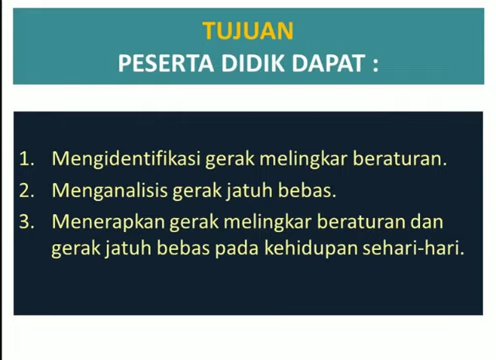 TUJUAN
PESERTA DIDIK DAPAT :
1. Mengidentifikasi gerak melingkar beraturan.
2. Menganalisis gerak jatuh bebas.
3. Menerapkan gerak melingkar beraturan dan
gerak jatuh bebas pada kehidupan sehari-hari.